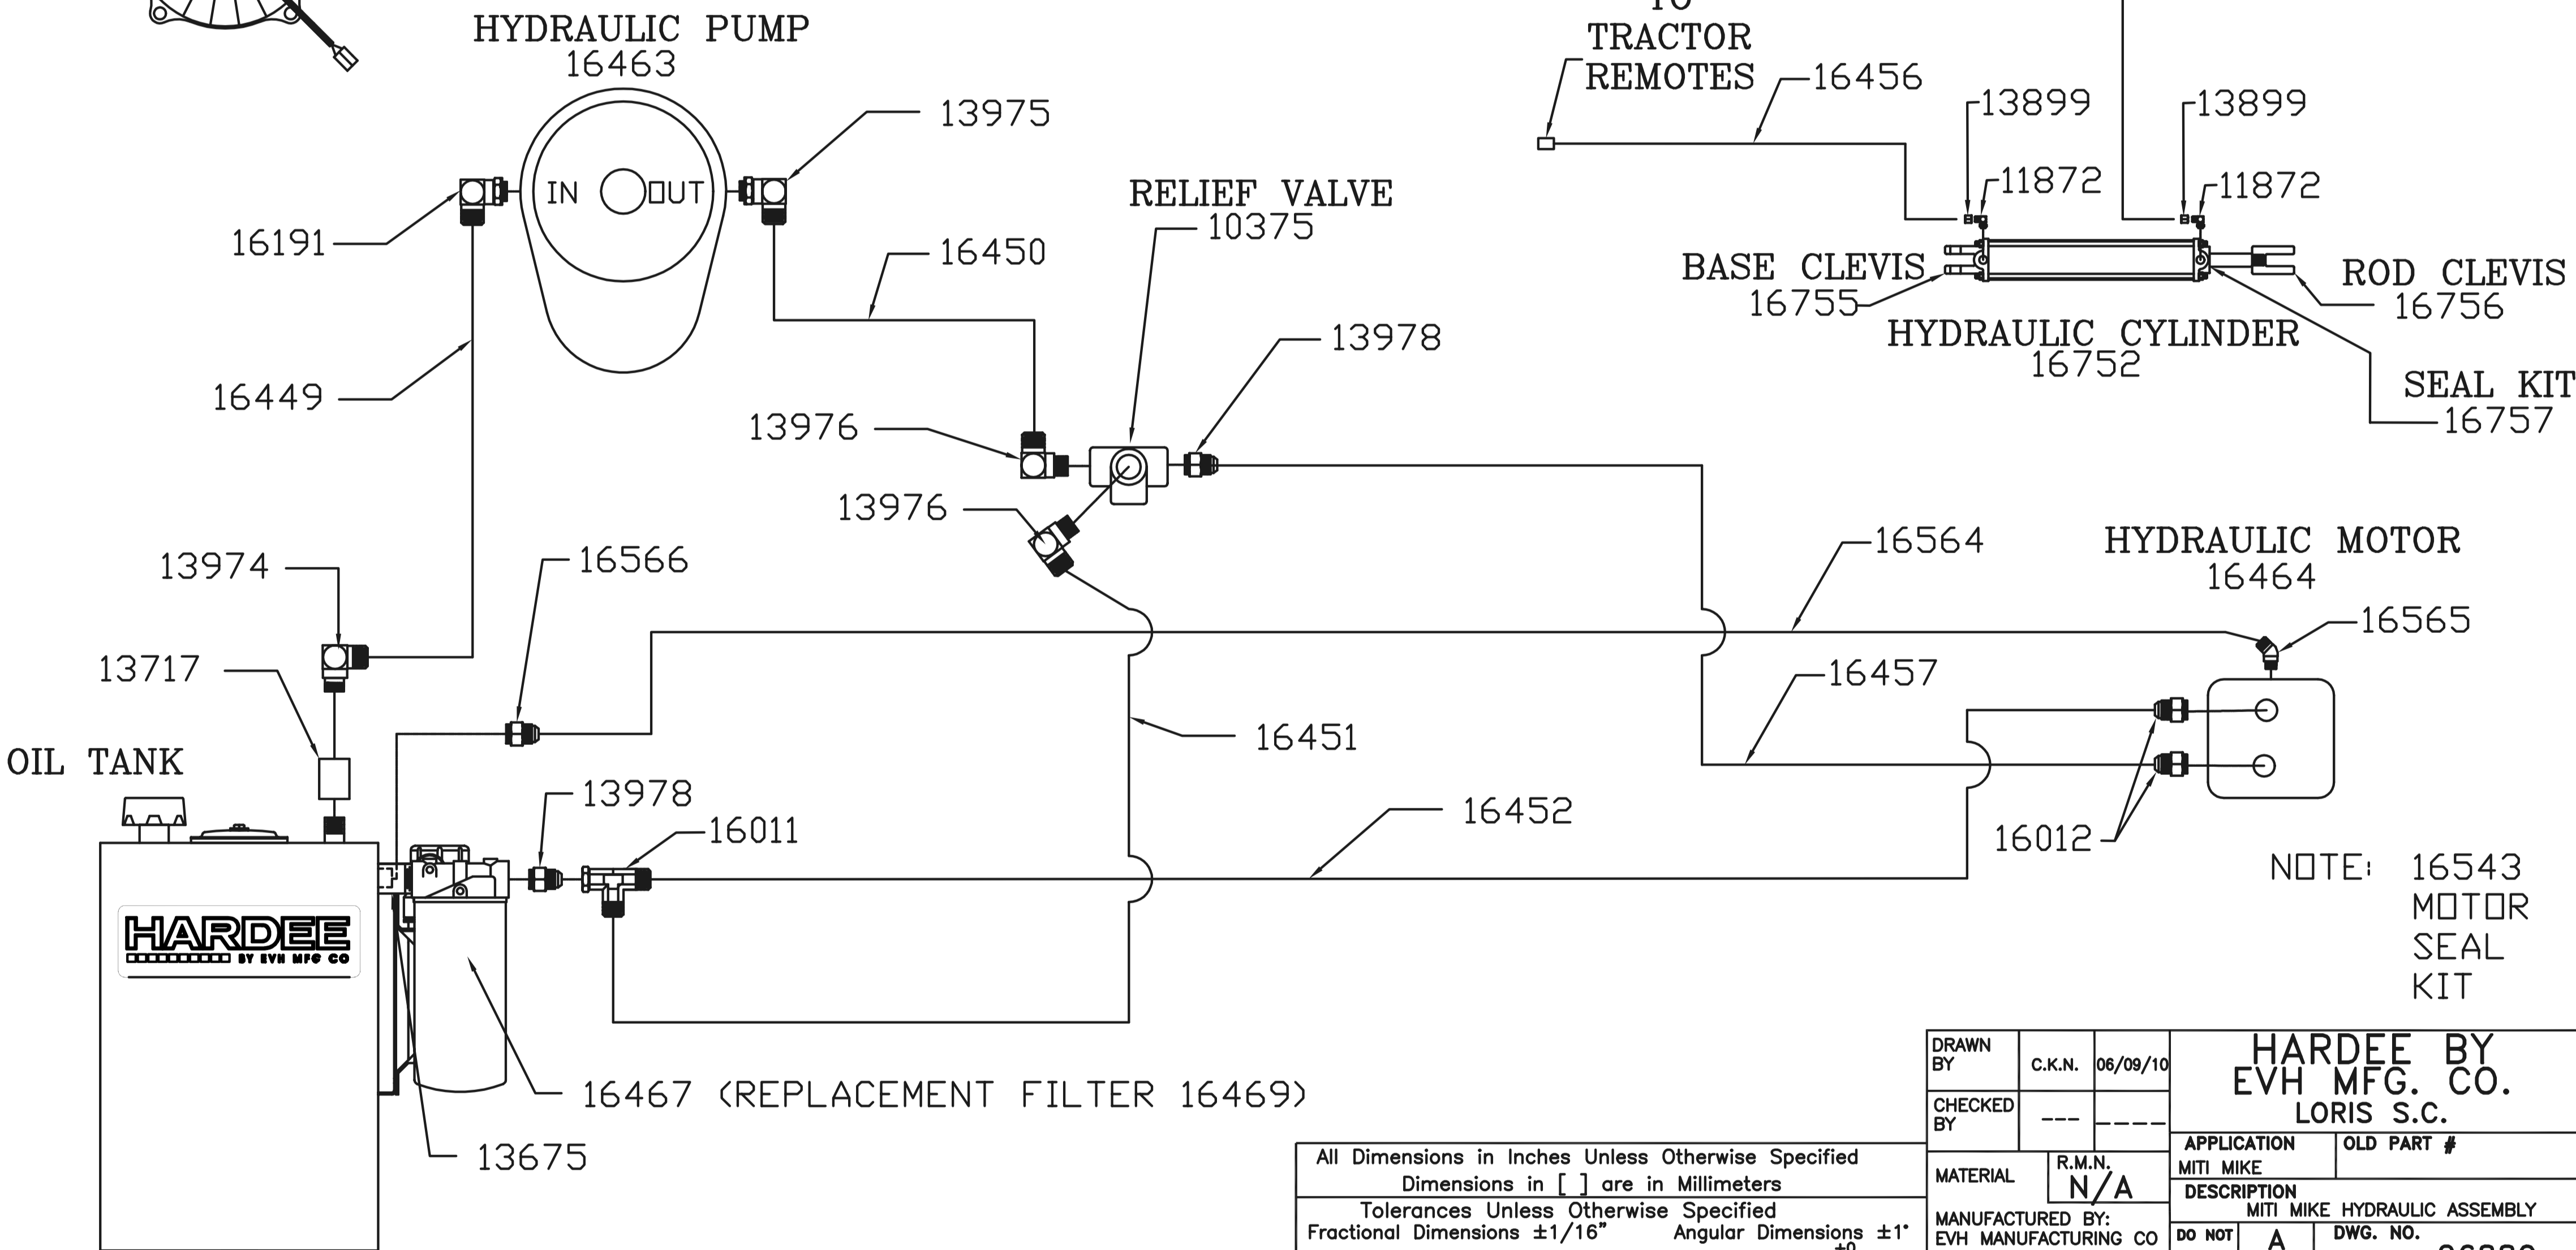 HYDRAULIC PUMP
16463
IN
OUT
13975
16191
16450
16449
RELIEF VALVE
10375
13978
13976
13976
TO
TRACTOR
REMOTES
16456
13899
13899
11872
11872
BASE CLEVIS
16755
ROD CLEVIS
16756
HYDRAULIC CYLINDER
16752
SEAL KIT
16757
13974
16566
13717
OIL TANK
16564
HYDRAULIC MOTOR
16464
16565
16457
16451
13978
16011
16452
16012
NOTE: 16543
MOTOR
SEAL
KIT
HARDEE
BY EVH MFG CO
16467 (REPLACEMENT FILTER 16469)
13675
All Dimensions in Inches Unless Otherwise Specified
Dimensions in [ ] are in Millimeters
Tolerances Unless Otherwise Specified
Fractional Dimensions ±1/16" Angular Dimensions ±1°
DRAWN BY C.K.N. 06/09/10
CHECKED BY --- ----
MATERIAL R.M.N. N/A
MANUFACTURED BY:
EVH MANUFACTURING CO
HARDEE BY
EVH MFG. CO.
LORIS S.C.
APPLICATION
MITI MIKE
OLD PART #
DESCRIPTION
MITI MIKE HYDRAULIC ASSEMBLY
DO NOT
A
DWG. NO.